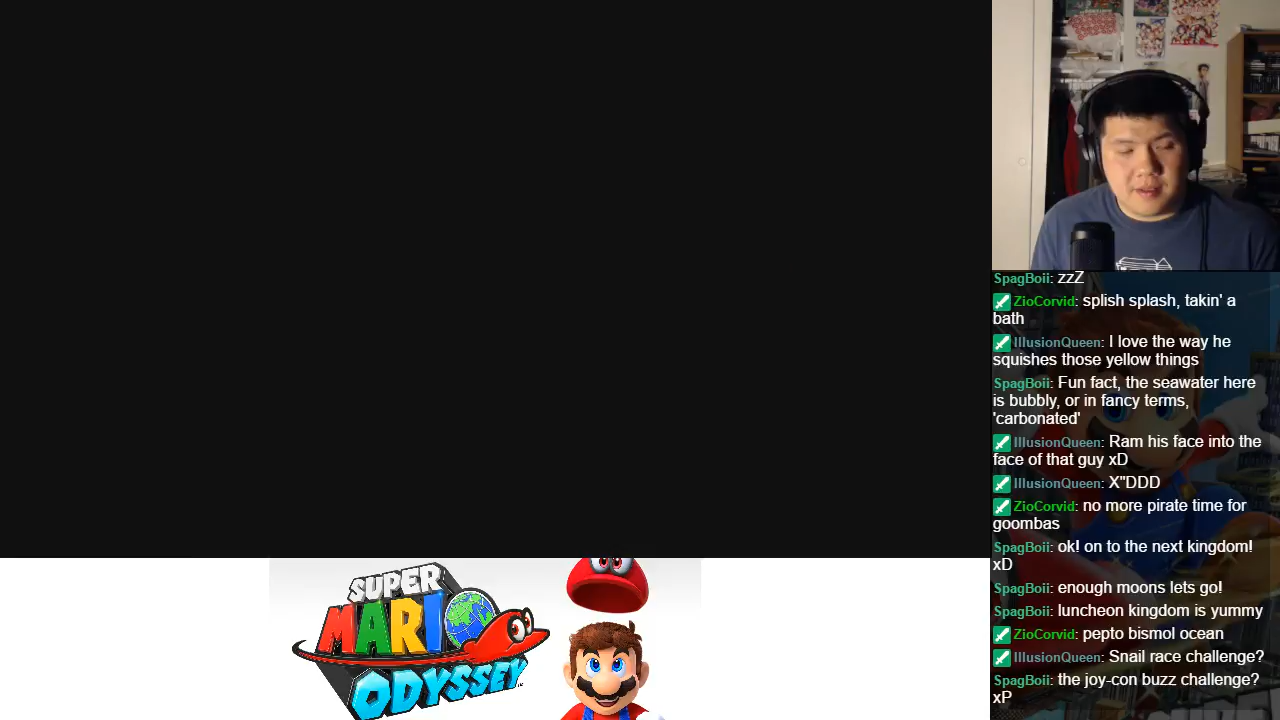 SpagBoii: zzZ
ZioCorvid: splish splash, takin' a
bath
IllusionQueen: I love the way he
squishes those yellow things
SpagBoii: Fun fact, the seawater here
is bubbly, or in fancy terms,
'carbonated'
IllusionQueen: Ram his face into the
face of that guy xD
IllusionQueen: X"DDD
ZioCorvid: no more pirate time for
goombas
SpagBoii: ok! on to the next kingdom!
xD
SpagBoii: enough moons lets go!
SpagBoii: luncheon kingdom is yummy
ZioCorvid: pepto bismol ocean
IllusionQueen: Snail race challenge?
SpagBoii: the joy-con buzz challenge?
xP
SUPER
MARIO
ODYSSEY